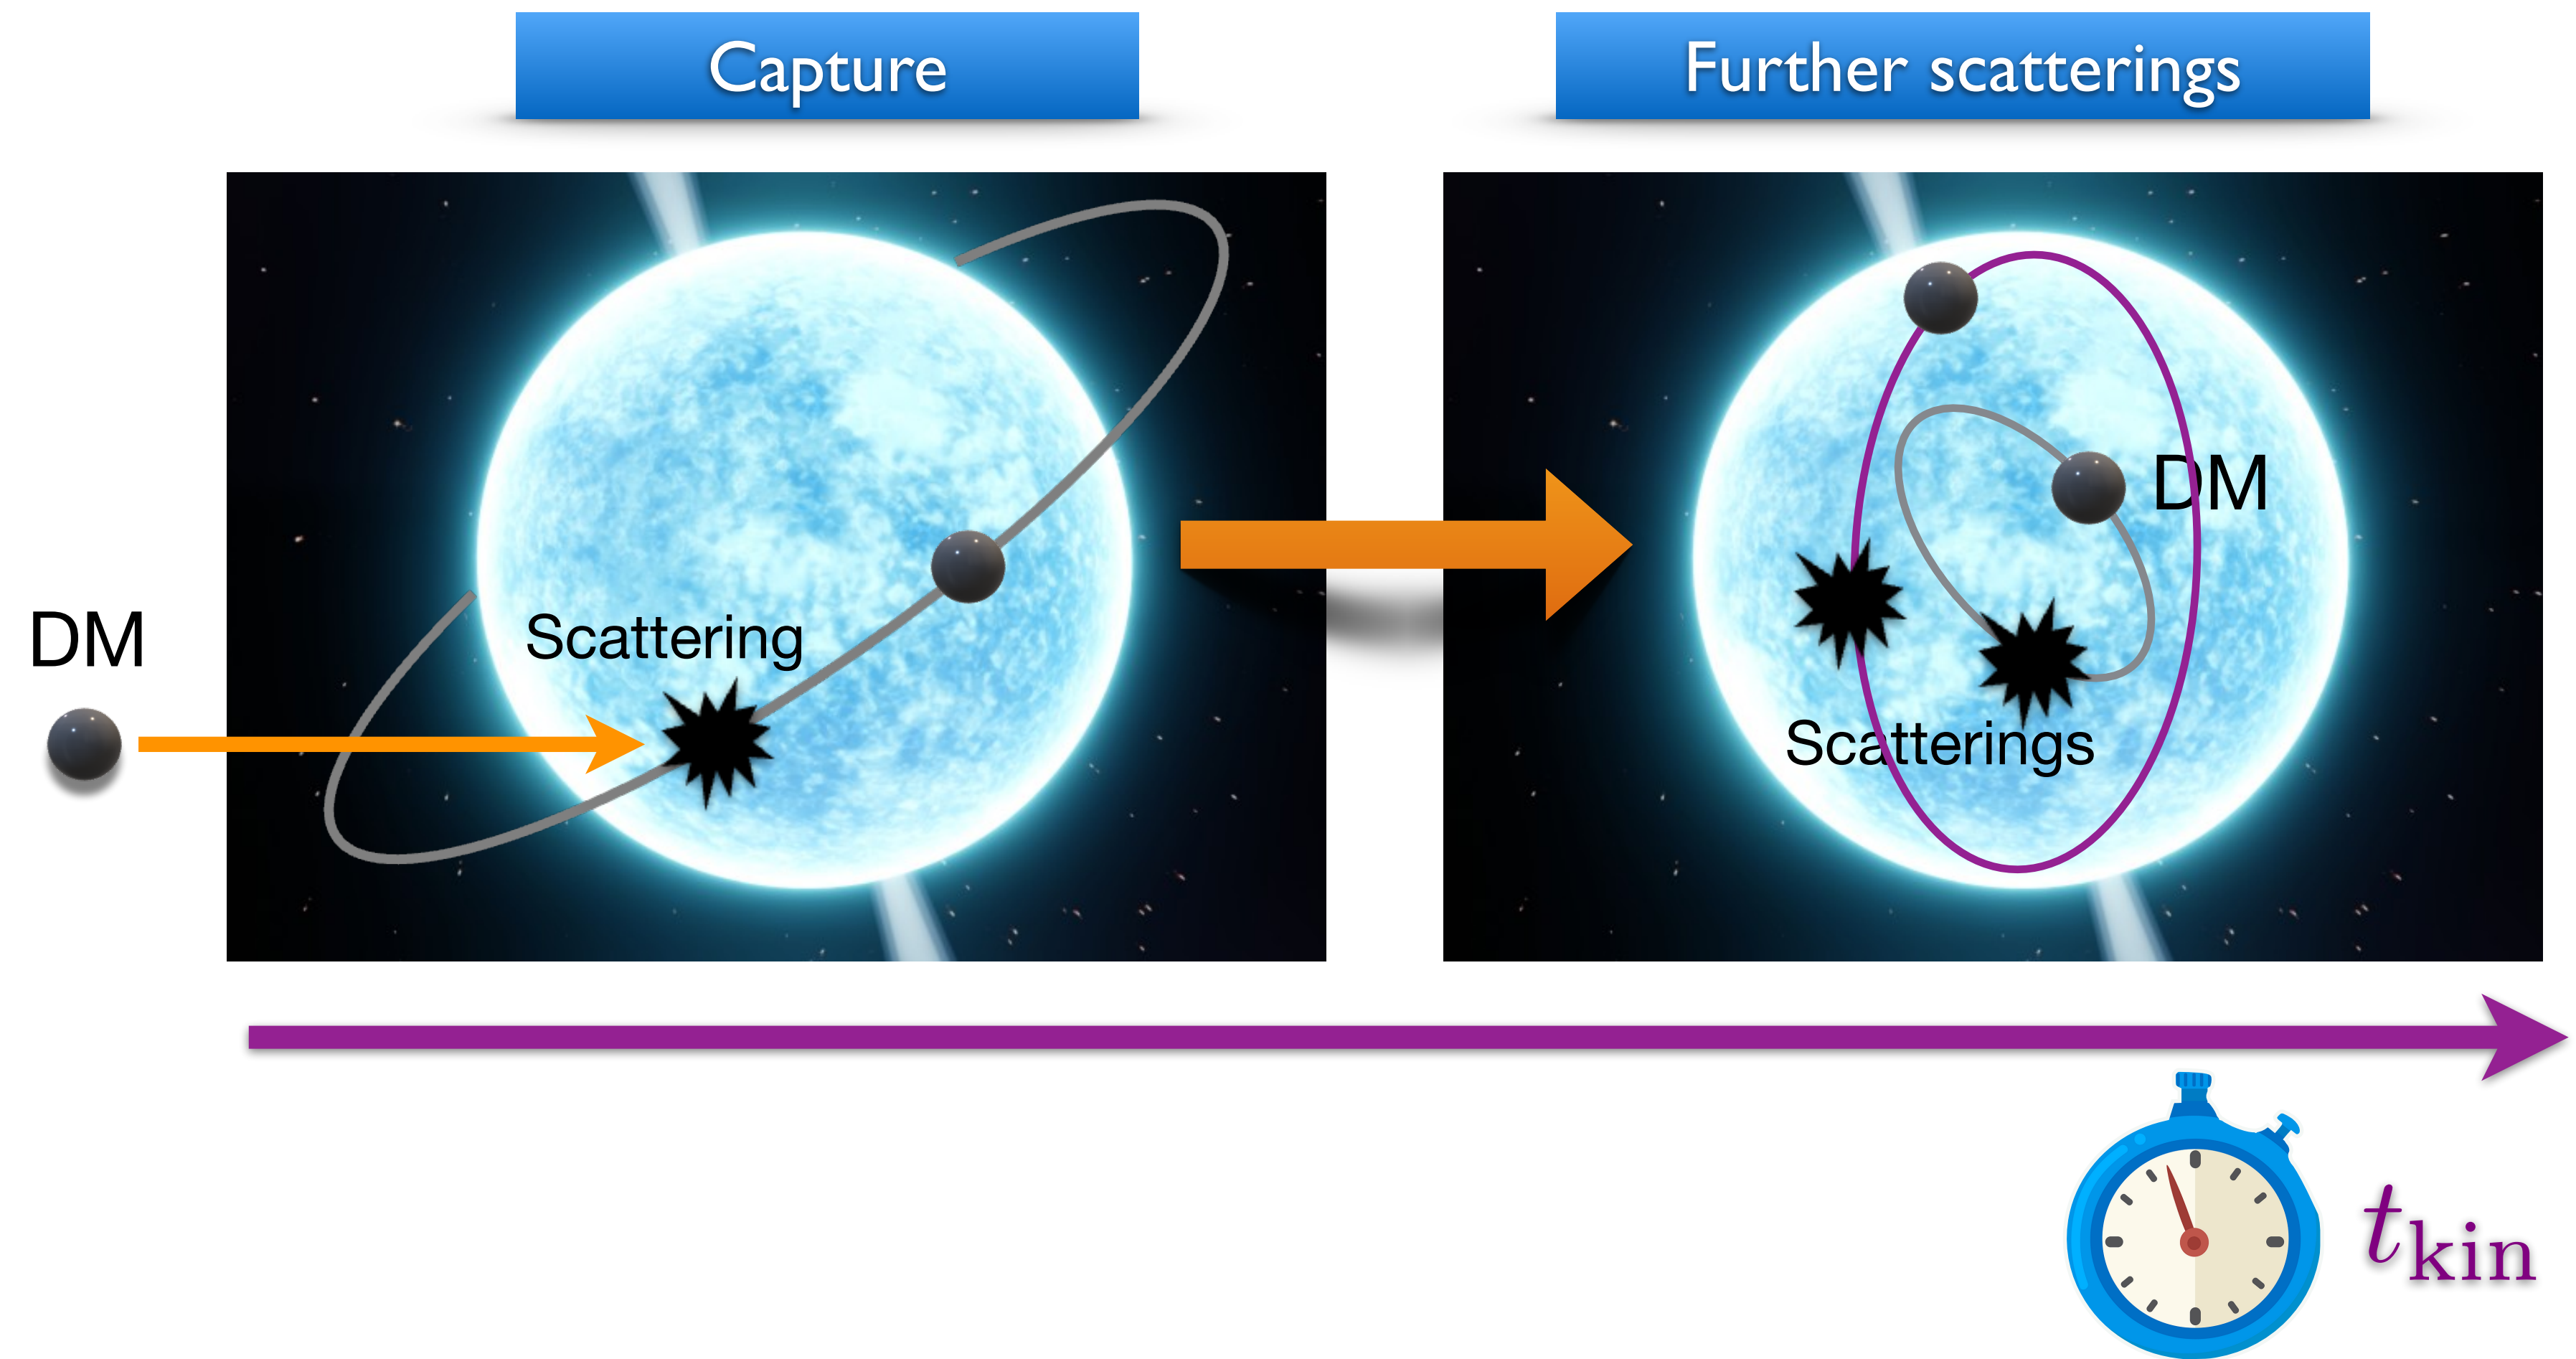 Capture
Further scatterings
DM
Scattering
DM
Scatterings
t_kin